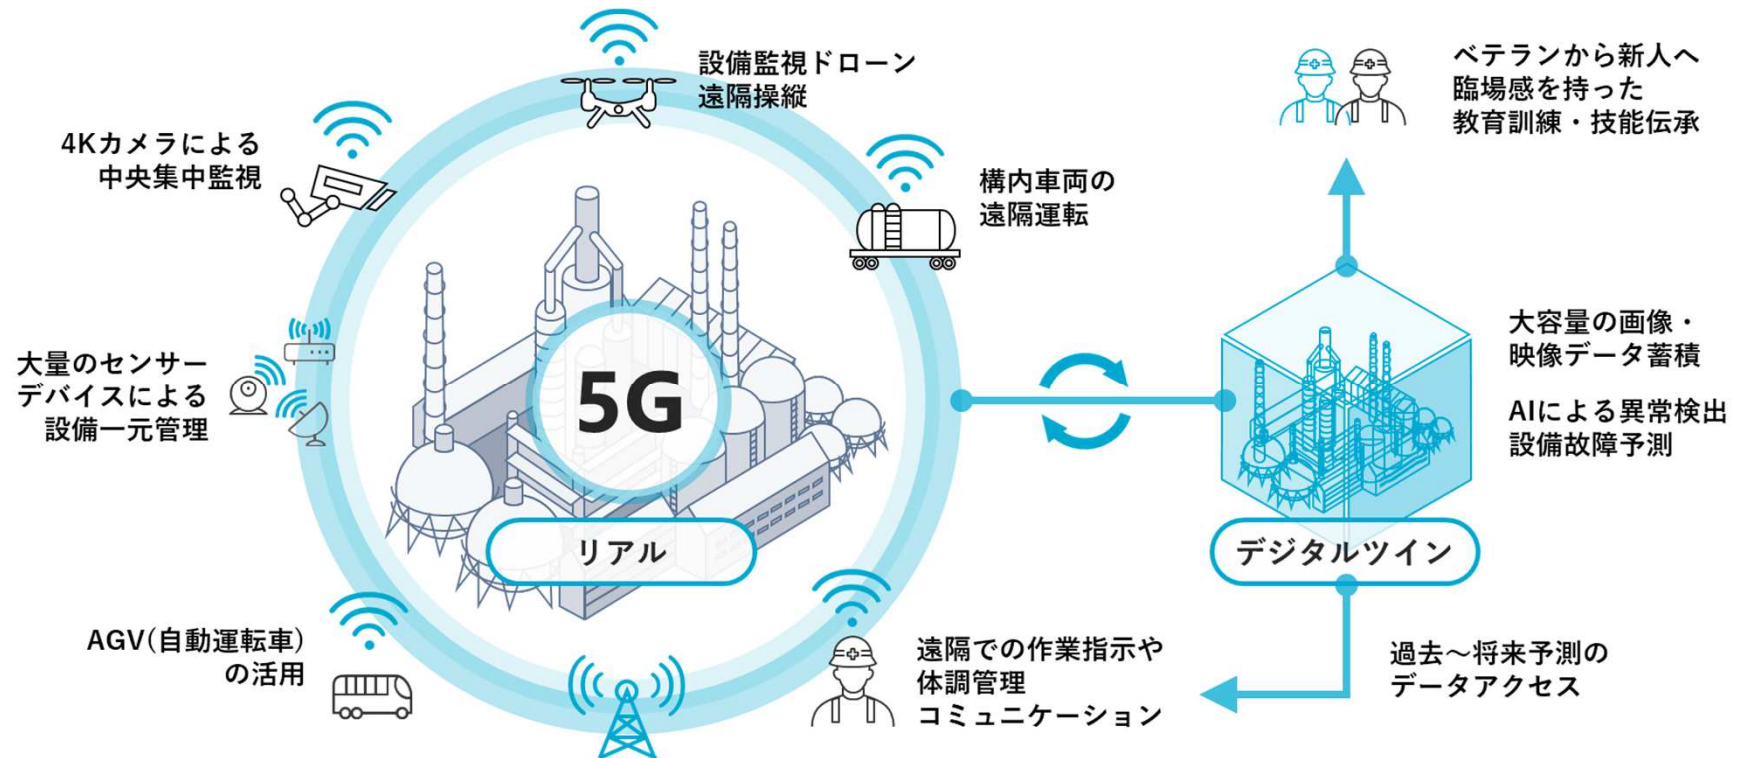 設備監視ドローン
遠隔操縦
4Kカメラによる
中央集中監視
構内車両の
遠隔運転
大量のセンサー
デバイスによる
設備一元管理
5G
リアル
AGV(自動運転車)
の活用
遠隔での作業指示や
体調管理
コミュニケーション
ベテランから新人へ
臨場感を持った
教育訓練・技能伝承
大容量の画像・
映像データ蓄積
AIによる異常検出
設備故障予測
デジタルツイン
過去～将来予測の
データアクセス